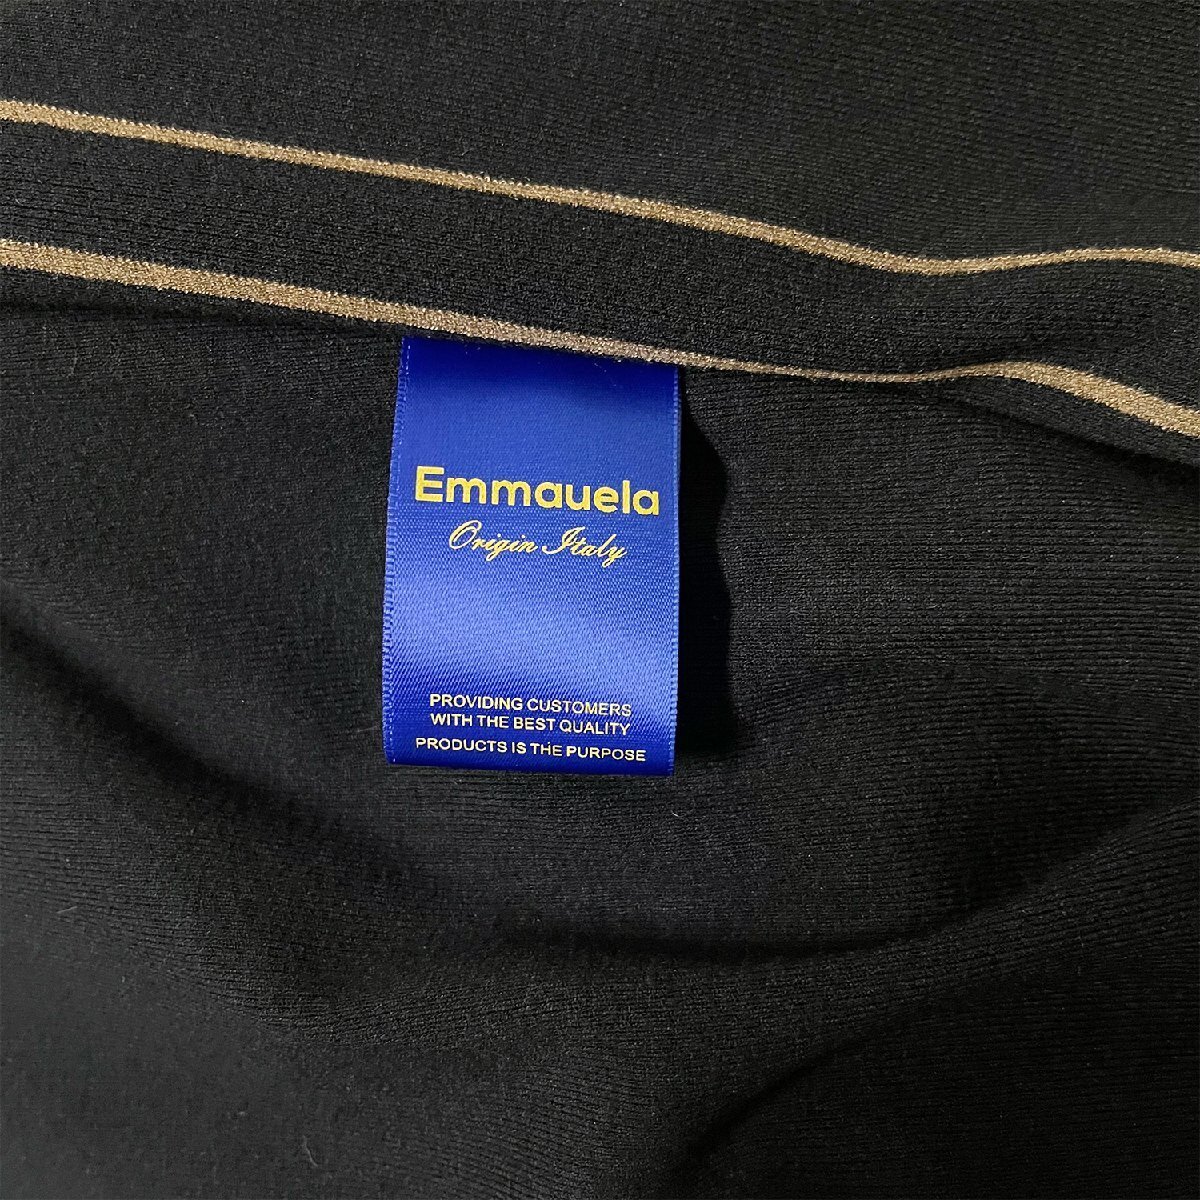 Emmauela
Origin Italy
PROVIDING CUSTOMERS
WITH THE BEST QUALITY
PRODUCTS IS THE PURPOSE